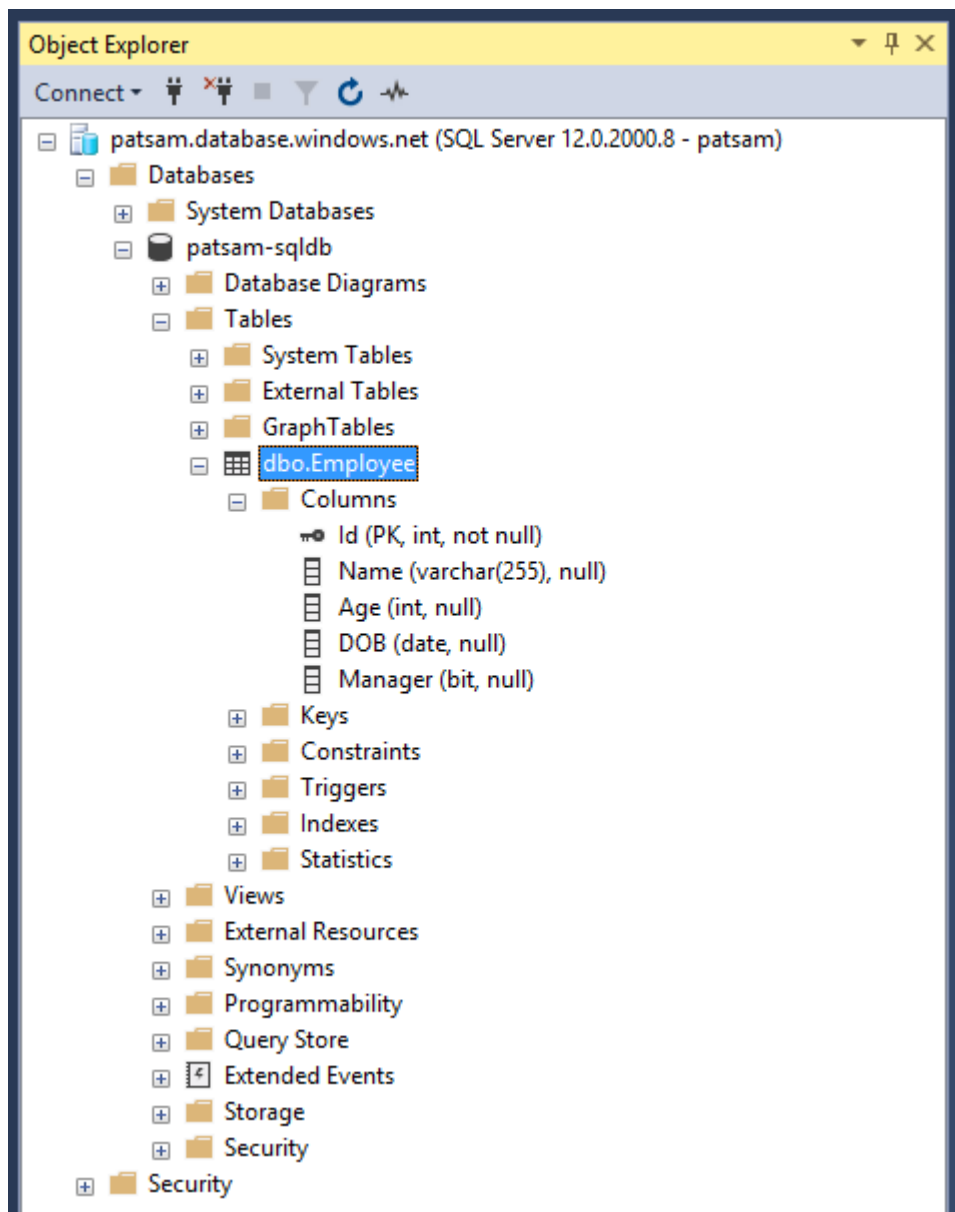 Object Explorer
Connect
patsam.database.windows.net (SQL Server 12.0.2000.8 - patsam)
Databases
System Databases
patsam-sqldb
Database Diagrams
Tables
System Tables
External Tables
GraphTables
dbo.Employee
Columns
Id (PK, int, not null)
Name (varchar(255), null)
Age (int, null)
DOB (date, null)
Manager (bit, null)
Keys
Constraints
Triggers
Indexes
Statistics
Views
External Resources
Synonyms
Programmability
Query Store
Extended Events
Storage
Security
Security